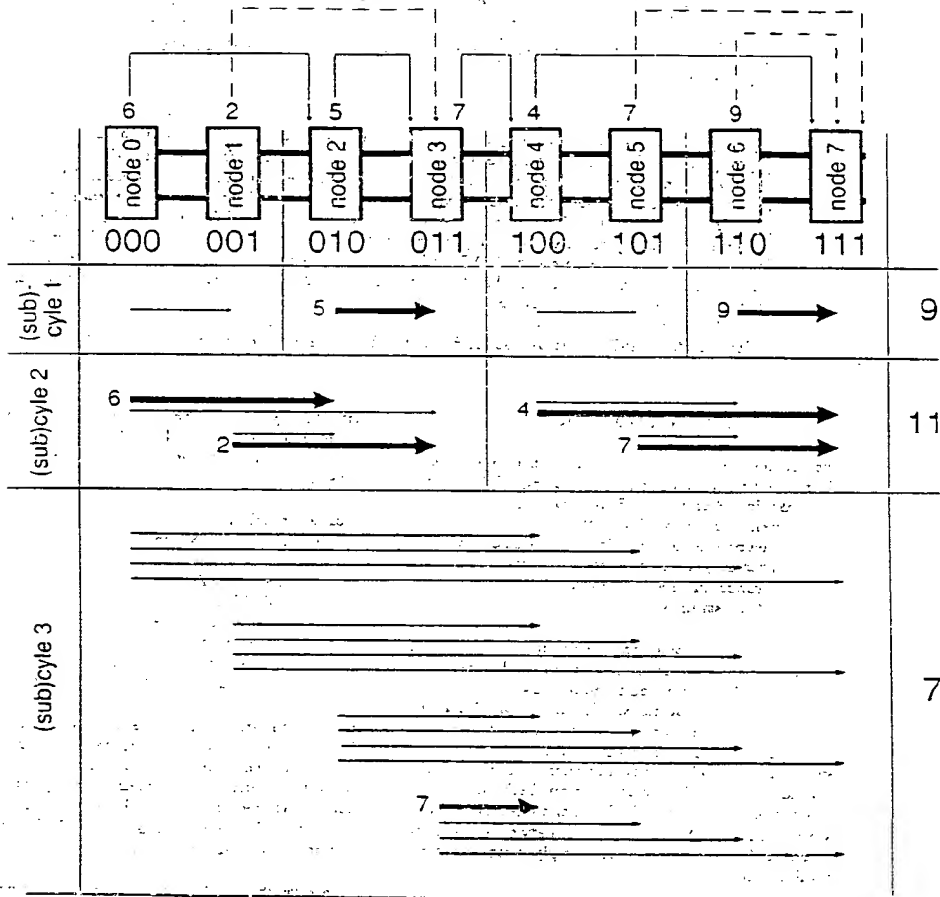 6 2 5 7 4 7 9
node 0 node 1 node 2 node 3 node 4 node 5 node 6 node 7
000 001 010 011 100 101 110 111
(sub)-
cyle 1
5 9 9
(sub)cyle 2
6 4 11
2 7
(sub)cyle 3
7
7